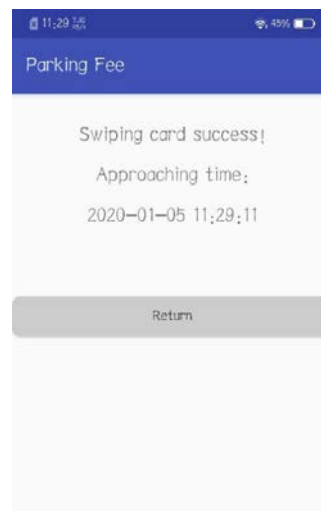 11:29
45%
Parking Fee
Swiping card success!
Approaching time:
2020-01-05 11:29:11
Return